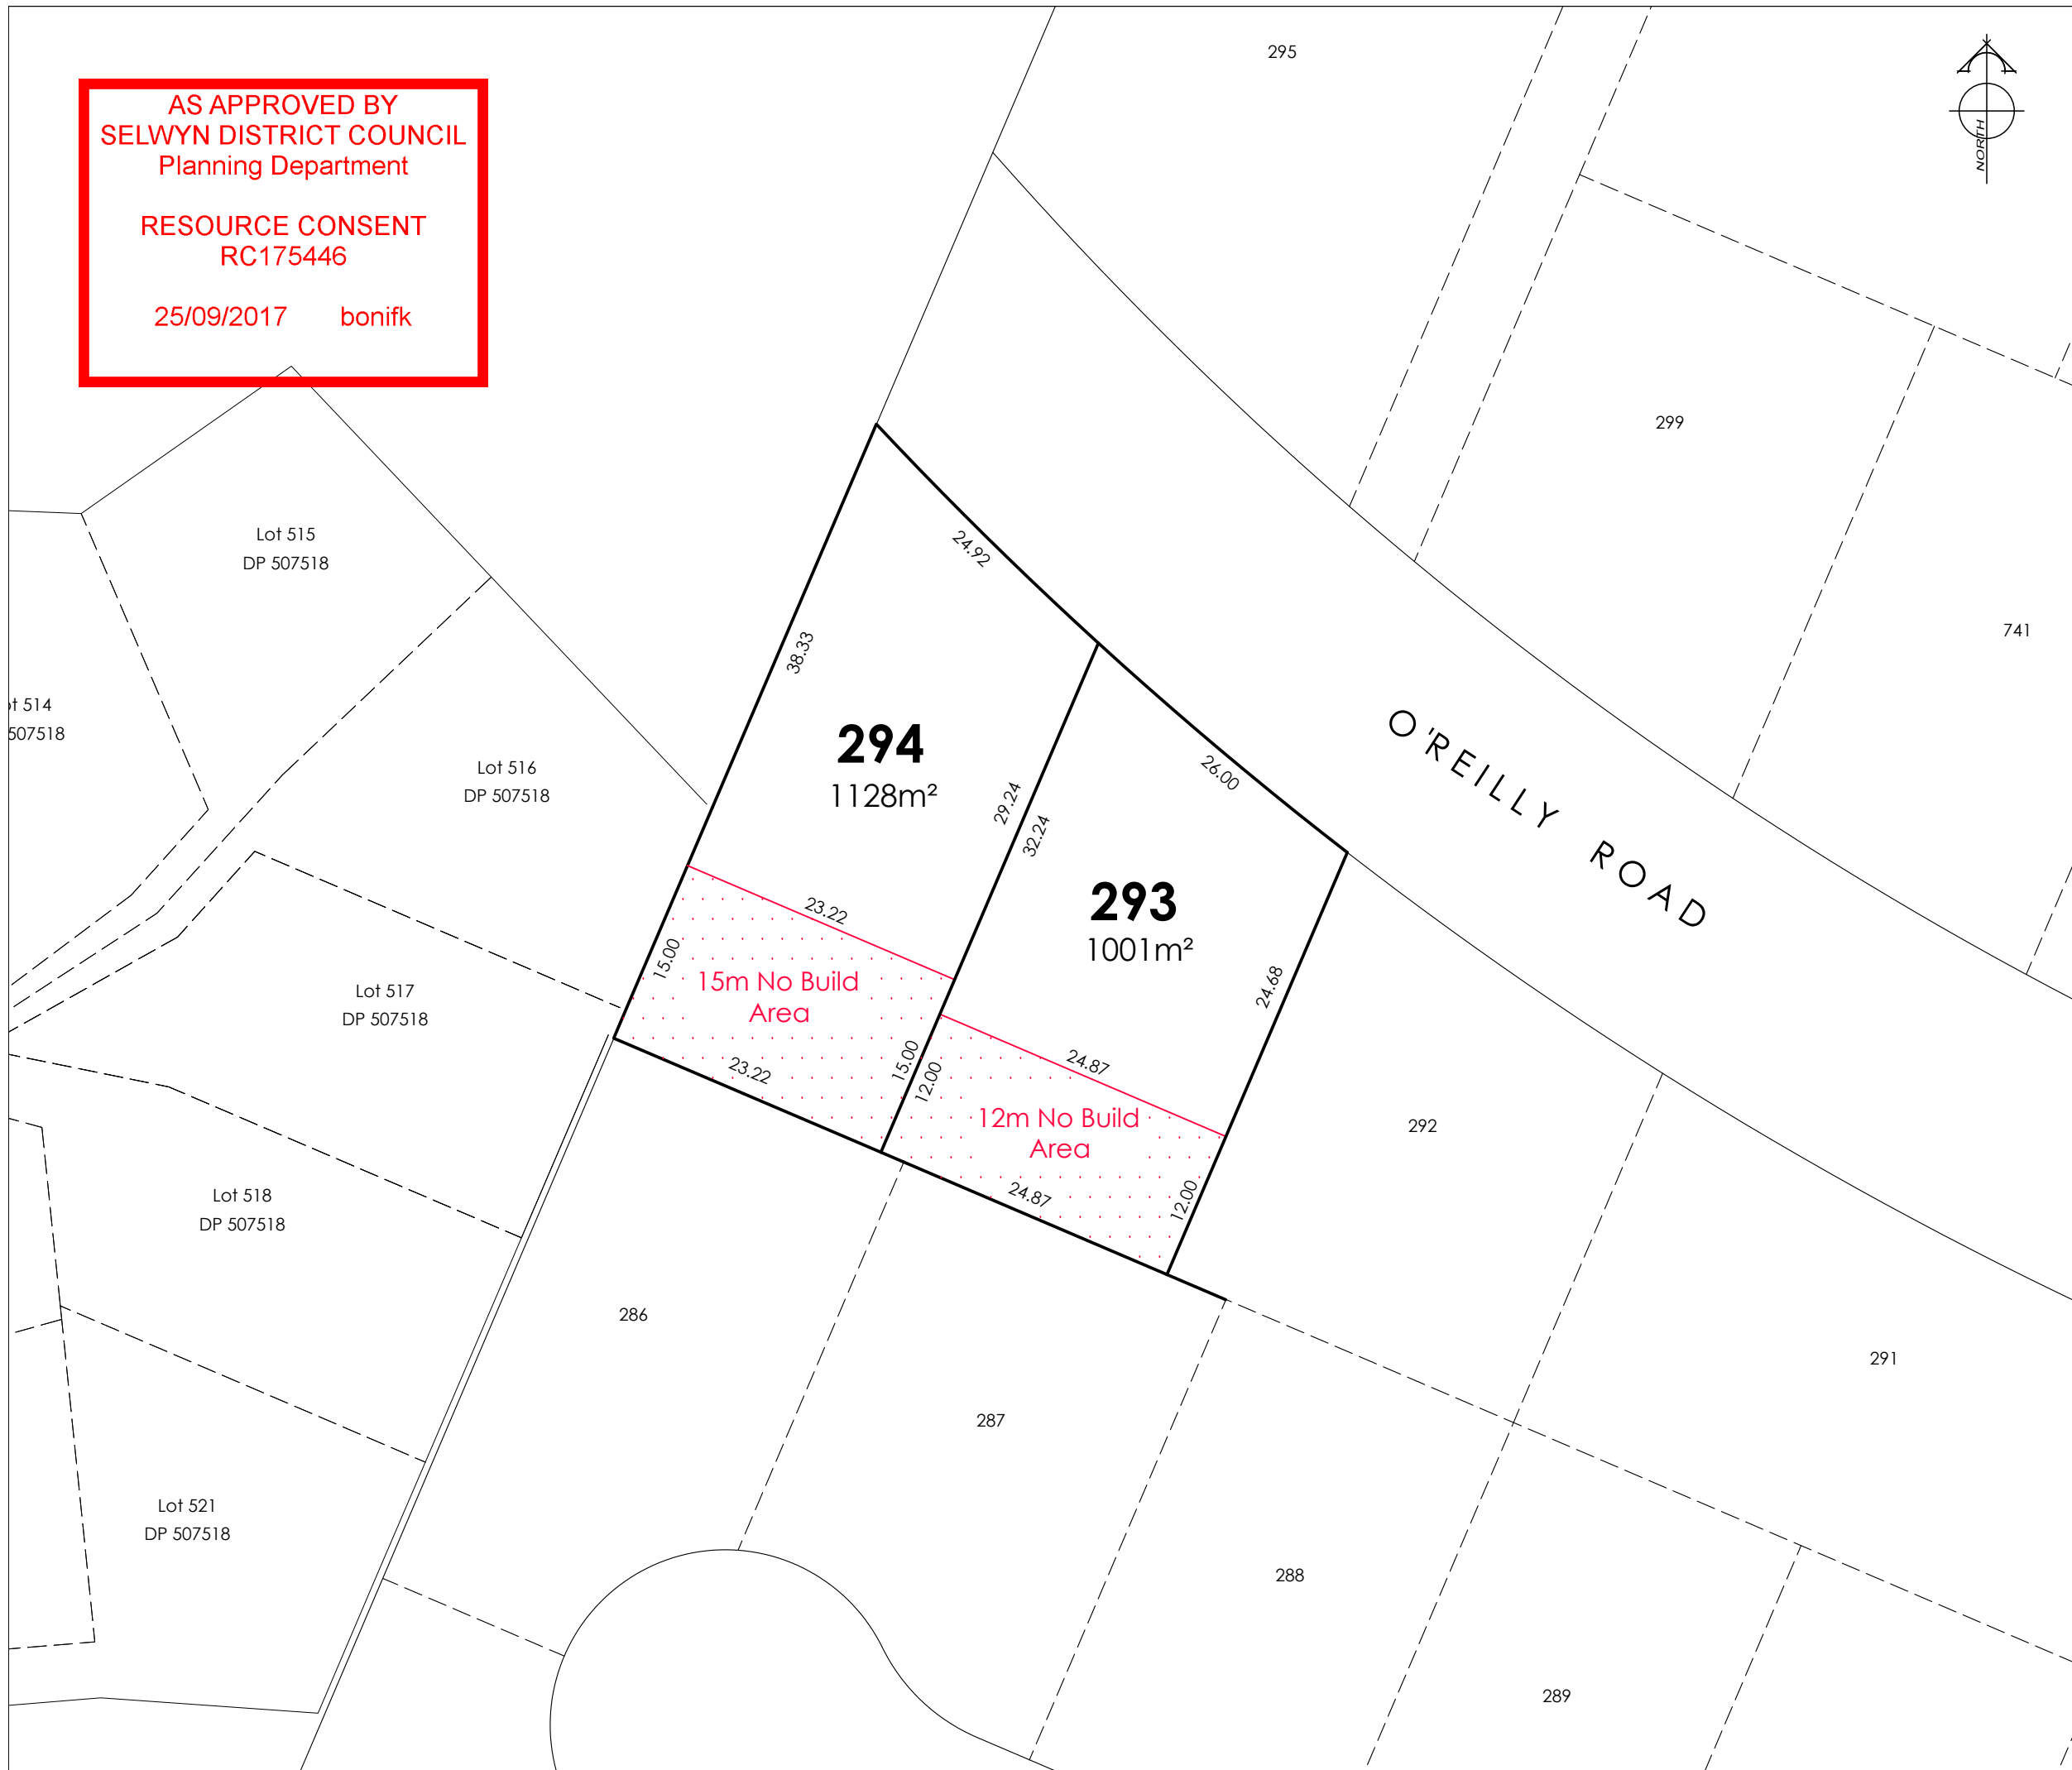 AS APPROVED BY
SELWYN DISTRICT COUNCIL
Planning Department
RESOURCE CONSENT
RC175446
25/09/2017 bonifk
295
NORTH
299
741
Lot 515
DP 507518
514
507518
Lot 516
DP 507518
Lot 517
DP 507518
Lot 518
DP 507518
Lot 521
DP 507518
24.92
38.33
294
1128m²
29.24
32.24
26.00
O'REILLY ROAD
293
1001m²
24.68
23.22
15.00
15m No Build
Area
23.22
15.00
12.00
24.87
12m No Build
Area
24.87
12.00
292
291
286
287
288
289